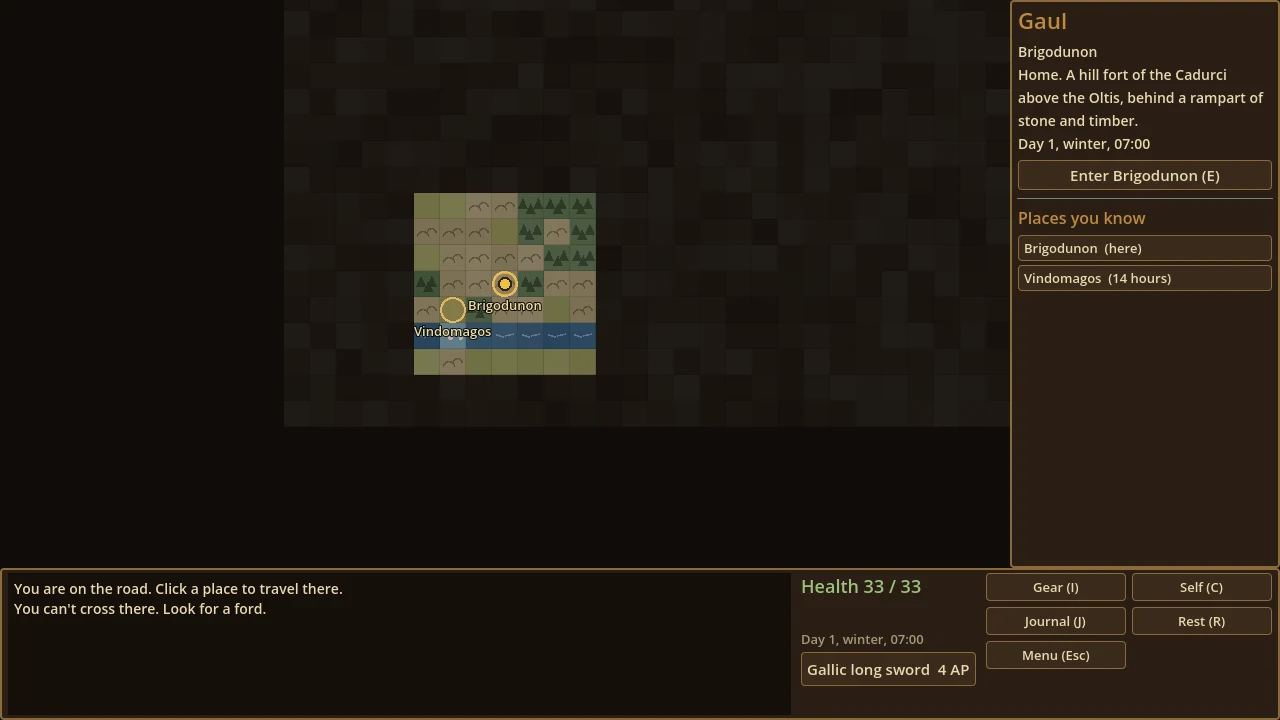 Gaul
Brigodunon
Home. A hill fort of the Cadurci
above the Oltis, behind a rampart of
stone and timber.
Day 1, winter, 07:00
Enter Brigodunon (E)
Places you know
Brigodunon (here)
Vindomagos (14 hours)
Brigodunon
Vindomagos
You are on the road. Click a place to travel there.
You can't cross there. Look for a ford.
Health 33 / 33
Day 1, winter, 07:00
Gallic long sword 4 AP
Gear (I)
Self (C)
Journal (J)
Rest (R)
Menu (Esc)